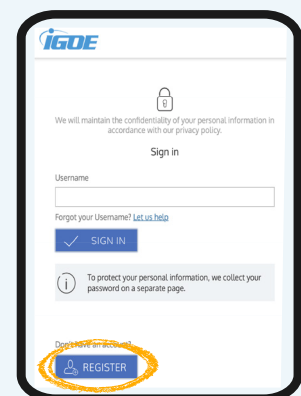 iGOE
We will maintain the confidentiality of your personal information in
accordance with our privacy policy.
Sign in
Username
Forgot your Username? Let us help
SIGN IN
To protect your personal information, we collect your
password on a separate page.
Don't have an account?
REGISTER